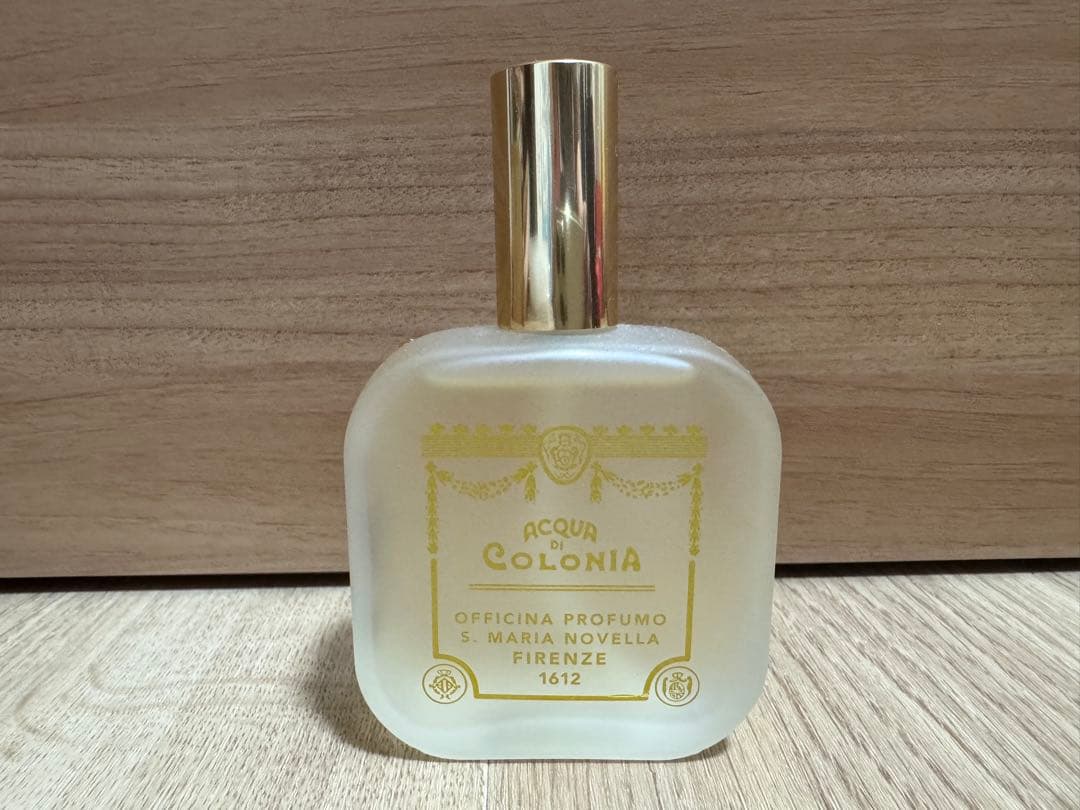 ACQUA
DI
COLONIA
OFFICINA PROFUMO
S. MARIA NOVELLA
FIRENZE
1612